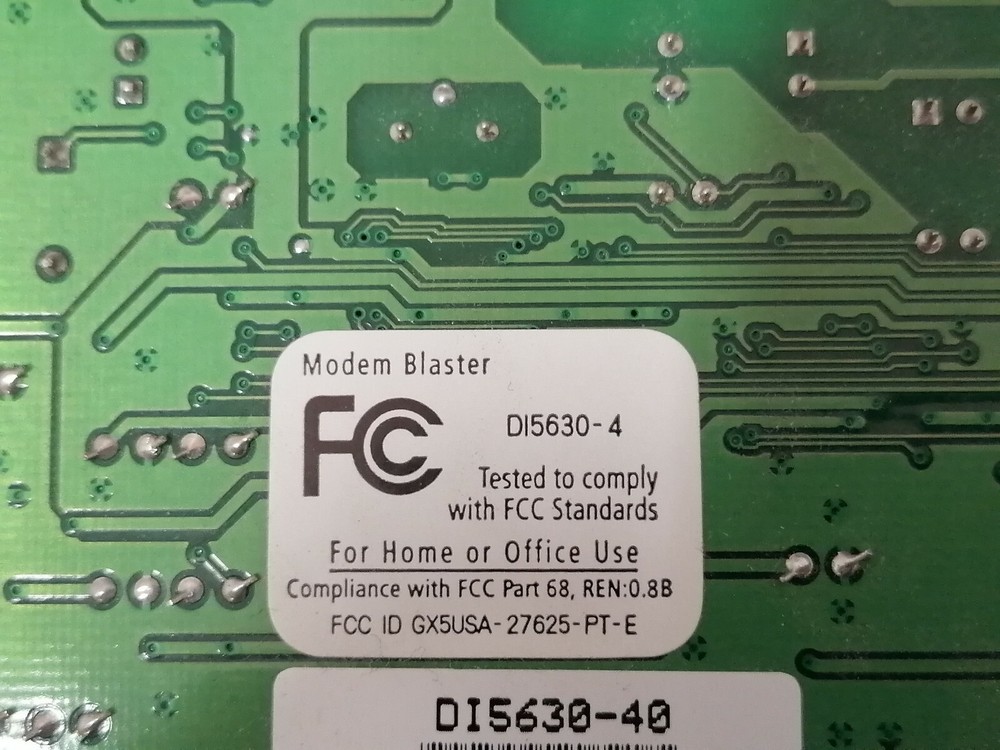 Modem Blaster
FC
DI5630-4
Tested to comply
with FCC Standards
For Home or Office Use
Compliance with FCC Part 68, REN:0.8B
FCC ID GX5USA-27625-PT-E
DI5630-40